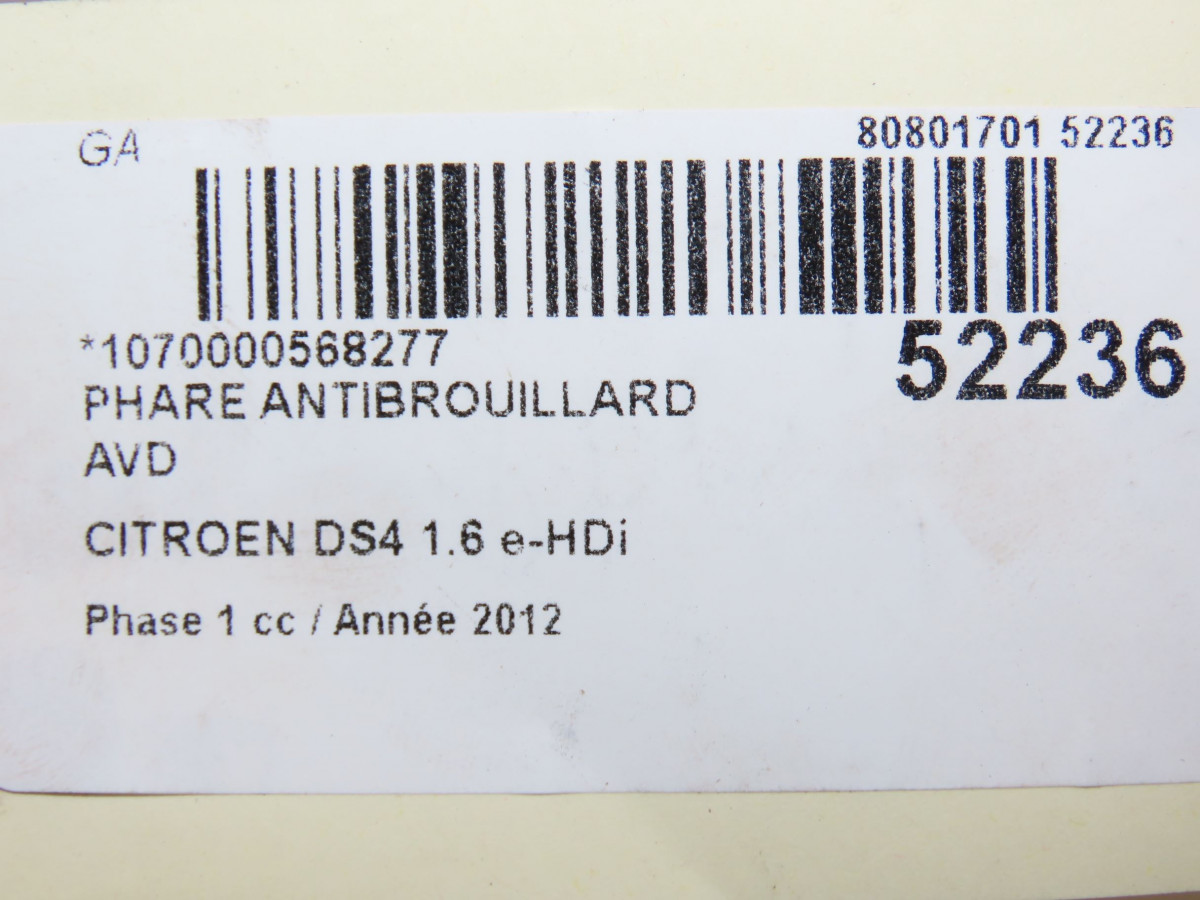 GA
80801701 52236
*1070000568277
52236
PHARE ANTIBROUILLARD
AVD
CITROEN DS4 1.6 e-HDi
Phase 1 cc / Année 2012